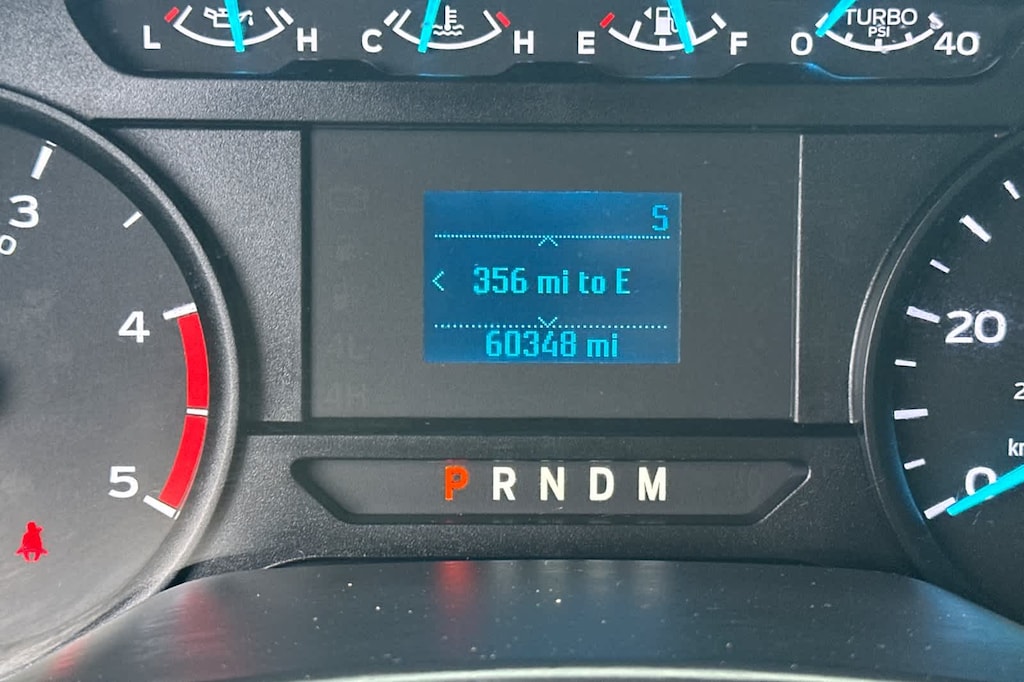 L H C H E F 0 TURBO PSI 40
3
S
356 mi to E
60348 mi
4
20
5
P R N D M
0